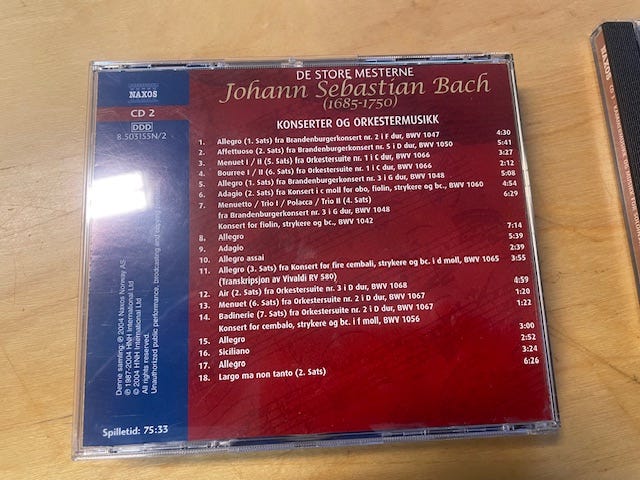 NAXOS
CD 2
DDD
8.503155N/2
DE STORE MESTERNE
Johann Sebastian Bach
(1685-1750)
KONSERTER OG ORKESTERMUSIKK
1. Allegro (1. Sats) fra Brandenburgerkonsert nr. 2 i F dur, BWV 1047 4:30
2. Affettuoso (2. Sats) fra Brandenburgerkonsert nr. 5 i D dur, BWV 1050 5:41
3. Menuet I / II (5. Sats) fra Orkestersuite nr. 1 i C dur, BWV 1066 3:27
4. Bourree I / II (6. Sats) fra Orkestersuite nr. 1 i C dur, BWV 1066 2:12
5. Allegro (1. Sats) fra Brandenburgerkonsert nr. 3 i G dur, BWV 1048 5:08
6. Adagio (2. Sats) fra Konsert i c moll for obo, fiolin, strykere og bc., BWV 1060 4:54
7. Menuetto / Trio I / Polacca / Trio II (4. Sats) 6:29
fra Brandenburgerkonsert nr. 3 i G dur, BWV 1048
Konsert for fiolin, strykere og bc., BWV 1042
8. Allegro 7:14
9. Adagio 5:39
10. Allegro assai 2:39
11. Allegro (3. Sats) fra Konsert for fire cembali, strykere og bc. i d moll, BWV 1065 3:55
(Transkripsjon av Vivaldi RV 580)
12. Air (2. Sats) fra Orkestersuite nr. 3 i D dur, BWV 1068 4:59
13. Menuet (6. Sats) fra Orkestersuite nr. 2 i D dur, BWV 1067 1:20
14. Badinerie (7. Sats) fra Orkestersuite nr. 2 i D dur, BWV 1067 1:22
Konsert for cembalo, strykere og bc. i f moll, BWV 1056
15. Allegro 3:00
16. Siciliano 2:52
17. Allegro 3:24
18. Largo ma non tanto (2. Sats) 6:26
Denne samling: ℗ 2004 Naxos Norway AS
℗ 1987-2004 HNH International Ltd
© 2004 HNH International Ltd
All rights reserved.
Unauthorized public performance, broadcasting and copying
Spilletid: 75:33
NAXOS